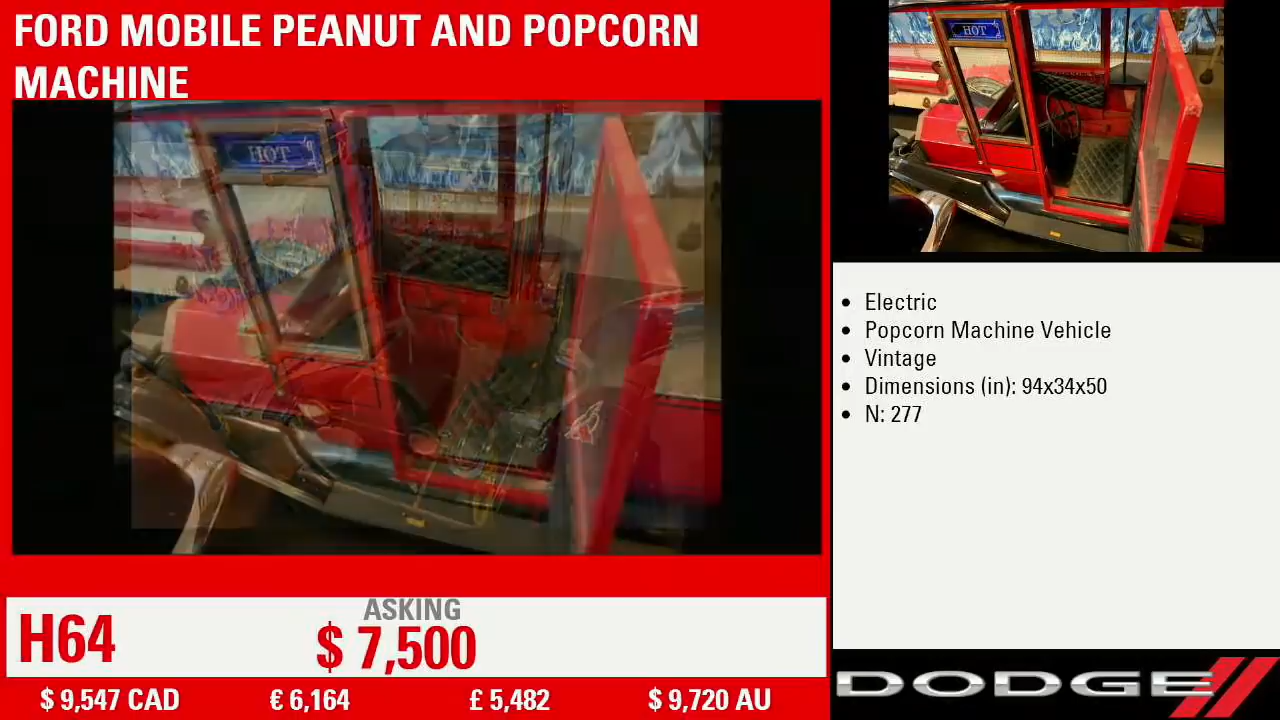 FORD MOBILE PEANUT AND POPCORN
MACHINE
HOT
HOT
• Electric
• Popcorn Machine Vehicle
• Vintage
• Dimensions (in): 94x34x50
• N: 277
H64
ASKING
$ 7,500
$ 9,547 CAD
€ 6,164
£ 5,482
$ 9,720 AU
DODGE